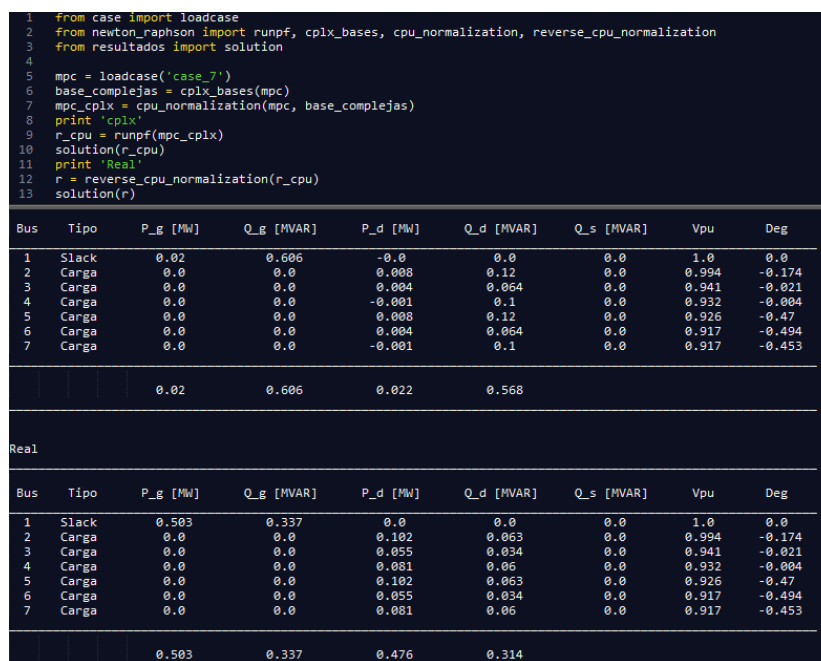 1 from case import loadcase
2 from newton_raphson import runpf, cplx_bases, cpu_normalization, reverse_cpu_normalization
3 from resultados import solution
4
5 mpc = loadcase('case_7')
6 base_complejas = cplx_bases(mpc)
7 mpc_cplx = cpu_normalization(mpc, base_complejas)
8 print 'cplx'
9 r_cpu = runpf(mpc_cplx)
10 solution(r_cpu)
11 print 'Real'
12 r = reverse_cpu_normalization(r_cpu)
13 solution(r)
Bus Tipo P_g [MW] Q_g [MVAR] P_d [MW] Q_d [MVAR] Q_s [MVAR] Vpu Deg
1 Slack 0.02 0.606 -0.0 0.0 0.0 1.0 0.0
2 Carga 0.0 0.0 0.008 0.12 0.0 0.994 -0.174
3 Carga 0.0 0.0 0.004 0.064 0.0 0.941 -0.021
4 Carga 0.0 0.0 -0.001 0.1 0.0 0.932 -0.004
5 Carga 0.0 0.0 0.008 0.12 0.0 0.926 -0.47
6 Carga 0.0 0.0 0.004 0.064 0.0 0.917 -0.494
7 Carga 0.0 0.0 -0.001 0.1 0.0 0.917 -0.453
0.02 0.606 0.022 0.568
Real
Bus Tipo P_g [MW] Q_g [MVAR] P_d [MW] Q_d [MVAR] Q_s [MVAR] Vpu Deg
1 Slack 0.503 0.337 0.0 0.0 0.0 1.0 0.0
2 Carga 0.0 0.0 0.102 0.063 0.0 0.994 -0.174
3 Carga 0.0 0.0 0.055 0.034 0.0 0.941 -0.021
4 Carga 0.0 0.0 0.081 0.06 0.0 0.932 -0.004
5 Carga 0.0 0.0 0.102 0.063 0.0 0.926 -0.47
6 Carga 0.0 0.0 0.055 0.034 0.0 0.917 -0.494
7 Carga 0.0 0.0 0.081 0.06 0.0 0.917 -0.453
0.503 0.337 0.476 0.314